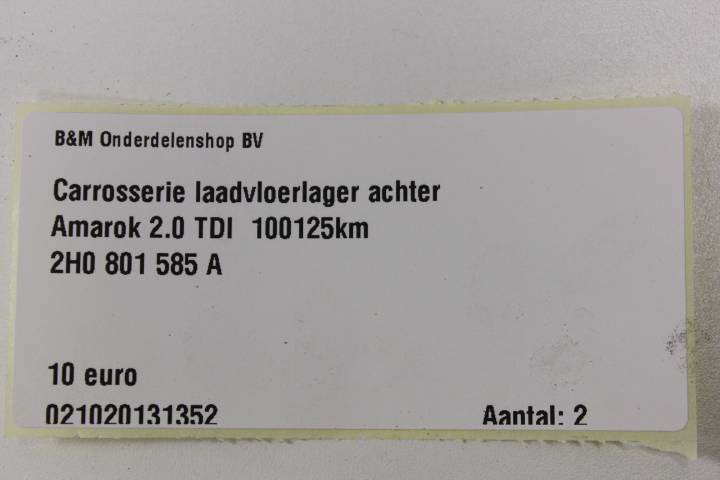 B&M Onderdelenshop BV
Carrosserie laadvloerlager achter
Amarok 2.0 TDI 100125km
2H0 801 585 A
10 euro
021020131352 Aantal: 2